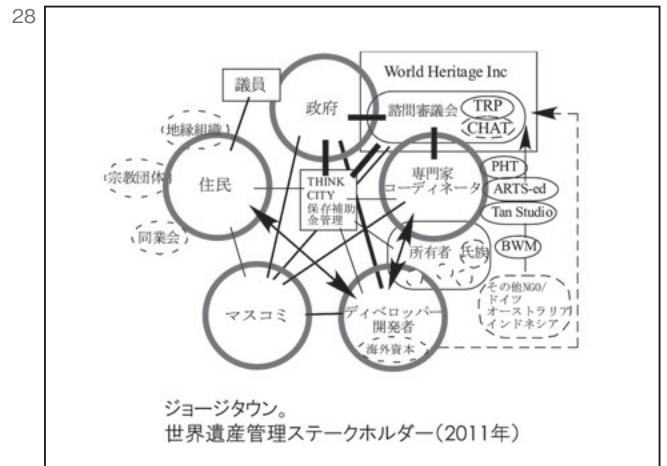 28
World Heritage Inc
議員
政府
諮問審議会
TRP
CHAT
地縁組織
宗教団体
住民
同業会
THINK
CITY
保存補助
金管理
専門家
コーディネータ
PHT
ARTS-ed
Tan Studio
BWM
所有者
氏族
その他NGO/
ドイツ
オーストラリア
インドネシア
マスコミ
ディベロッパー
開発者
海外資本
ジョージタウン。
世界遺産管理ステークホルダー(2011年)